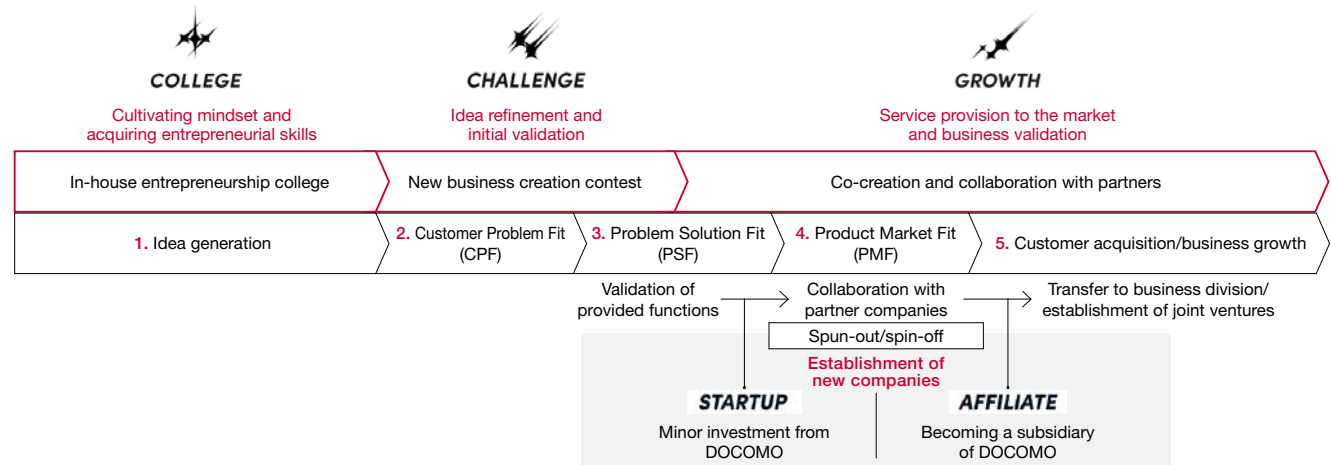 COLLEGE
Cultivating mindset and
acquiring entrepreneurial skills
CHALLENGE
Idea refinement and
initial validation
GROWTH
Service provision to the market
and business validation
In-house entrepreneurship college
New business creation contest
Co-creation and collaboration with partners
1. Idea generation
2. Customer Problem Fit
(CPF)
3. Problem Solution Fit
(PSF)
4. Product Market Fit
(PMF)
5. Customer acquisition/business growth
Validation of
provided functions
Collaboration with
partner companies
Transfer to business division/
establishment of joint ventures
Spun-out/spin-off
Establishment of
new companies
STARTUP
Minor investment from
DOCOMO
AFFILIATE
Becoming a subsidiary
of DOCOMO